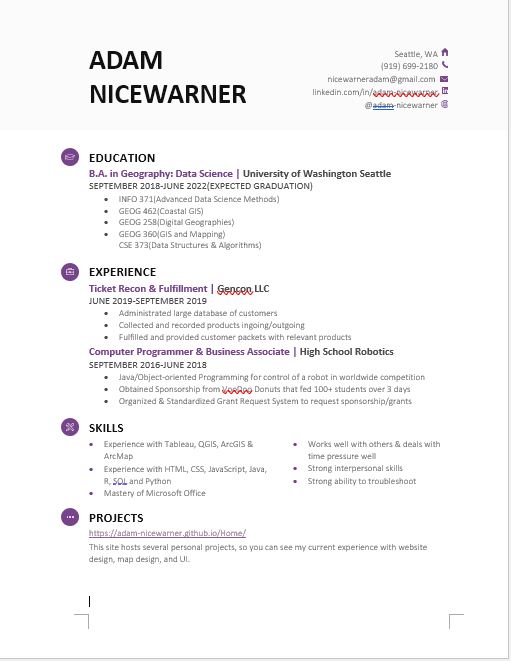 ADAM
NICEWARNER
Seattle, WA
(919) 699-2180
nicewarneradam@gmail.com
linkedin.com/in/adam-nicewarner
@adam-nicewarner
EDUCATION
B.A. in Geography: Data Science | University of Washington Seattle
SEPTEMBER 2018-JUNE 2022(EXPECTED GRADUATION)
• INFO 371(Advanced Data Science Methods)
• GEOG 462(Coastal GIS)
• GEOG 258(Digital Geographies)
• GEOG 360(GIS and Mapping)
CSE 373(Data Structures & Algorithms)
EXPERIENCE
Ticket Recon & Fulfillment | Gencon LLC
JUNE 2019-SEPTEMBER 2019
• Administrated large database of customers
• Collected and recorded products ingoing/outgoing
• Fulfilled and provided customer packets with relevant products
Computer Programmer & Business Associate | High School Robotics
SEPTEMBER 2016-JUNE 2018
• Java/Object-oriented Programming for control of a robot in worldwide competition
• Obtained Sponsorship from Donuts that fed 100+ students over 3 days
• Organized & Standardized Grant Request System to request sponsorship/grants
SKILLS
• Experience with Tableau, QGIS, ArcGIS &
ArcMap
• Experience with HTML, CSS, JavaScript, Java,
R, SQL and Python
• Mastery of Microsoft Office
• Works well with others & deals with
time pressure well
• Strong interpersonal skills
• Strong ability to troubleshoot
PROJECTS
https://adam-nicewarner.github.io/Home/
This site hosts several personal projects, so you can see my current experience with website
design, map design, and UI.